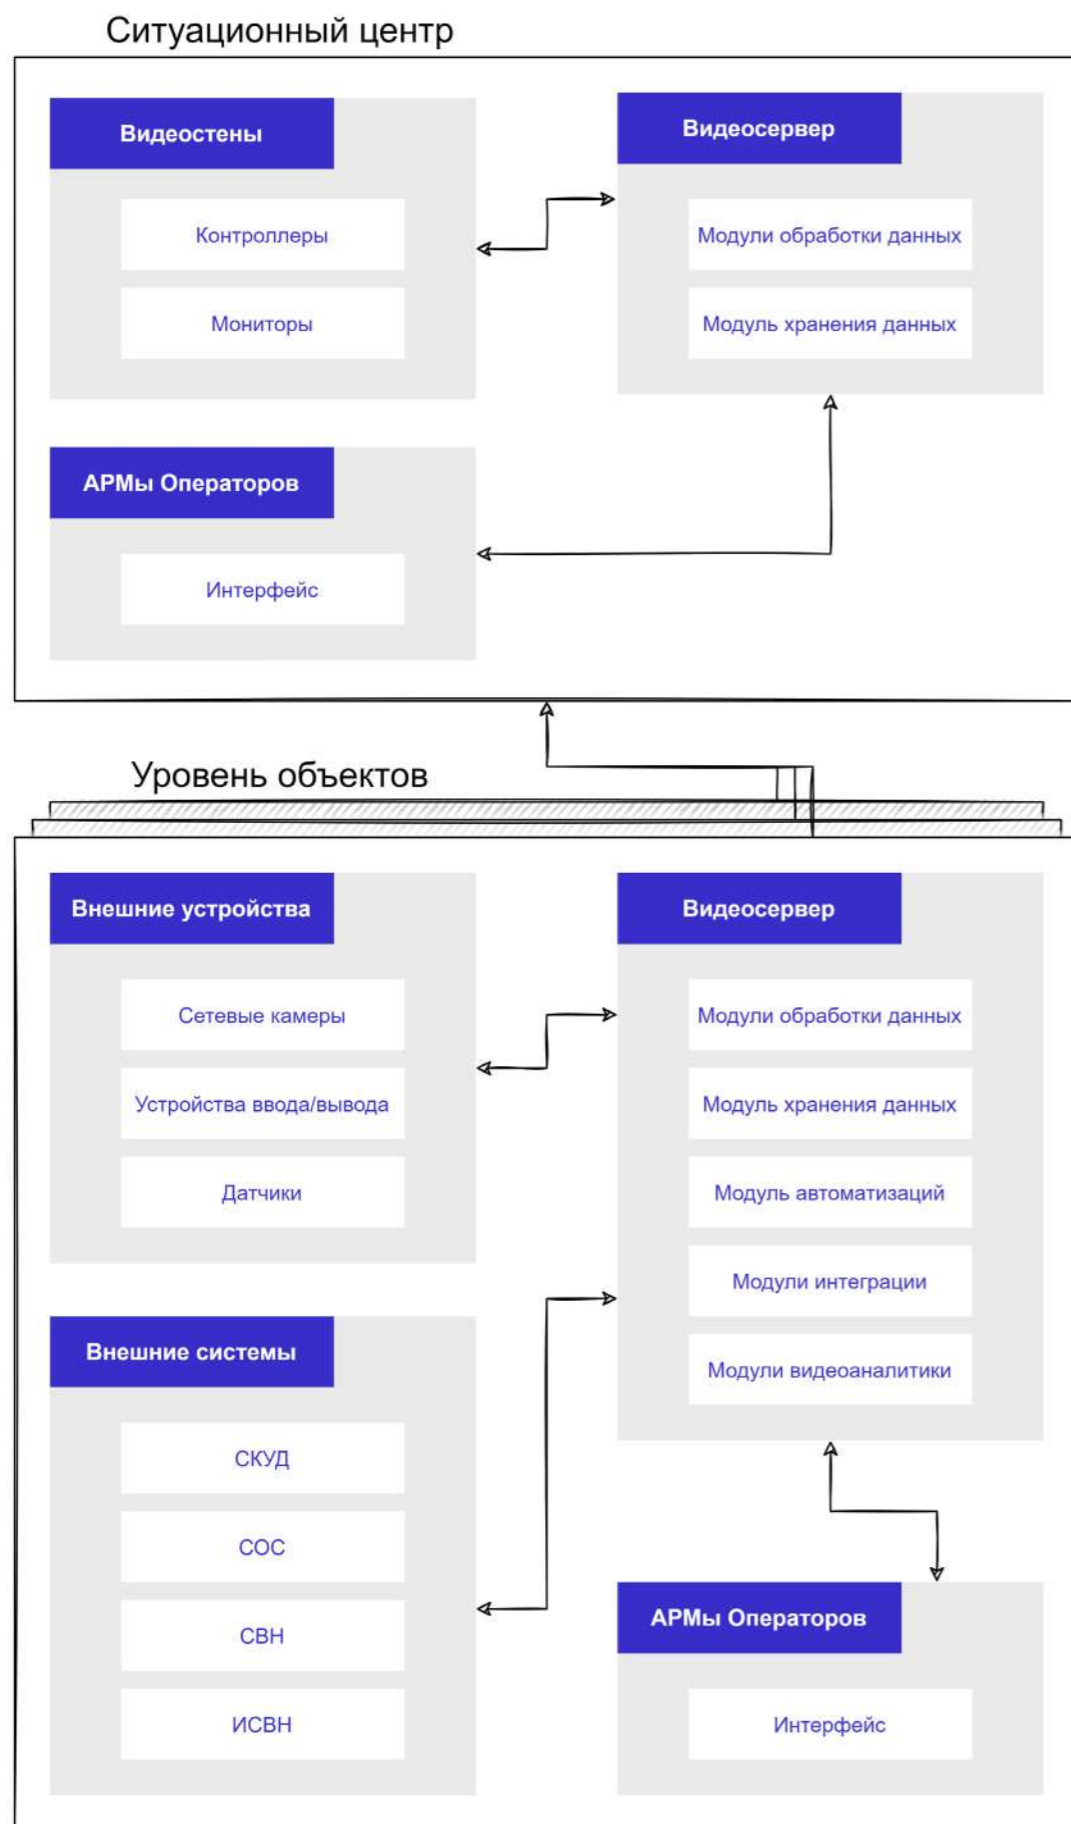 Ситуационный центр
Видеостены
Контроллеры
Мониторы
Видеосервер
Модули обработки данных
Модуль хранения данных
АРМы Операторов
Интерфейс
Уровень объектов
Внешние устройства
Сетевые камеры
Устройства ввода/вывода
Датчики
Видеосервер
Модули обработки данных
Модуль хранения данных
Модуль автоматизаций
Модули интеграции
Модули видеоаналитики
Внешние системы
СКУД
СОС
СВН
ИСВН
АРМы Операторов
Интерфейс